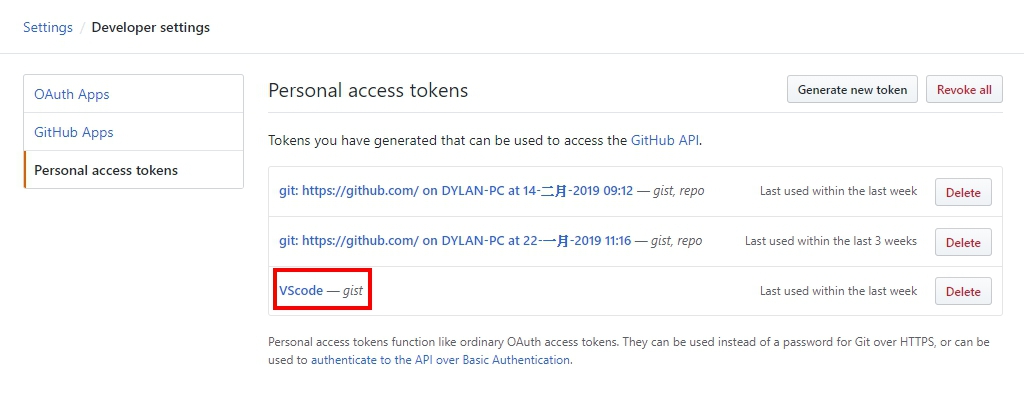 Settings / Developer settings
OAuth Apps
GitHub Apps
Personal access tokens
Personal access tokens
Generate new token
Revoke all
Tokens you have generated that can be used to access the GitHub API.
git: https://github.com/ on DYLAN-PC at 14-二月-2019 09:12 — gist, repo
Last used within the last week
Delete
git: https://github.com/ on DYLAN-PC at 22-一月-2019 11:16 — gist, repo
Last used within the last 3 weeks
Delete
VScode — gist
Last used within the last week
Delete
Personal access tokens function like ordinary OAuth access tokens. They can be used instead of a password for Git over HTTPS, or can be
used to authenticate to the API over Basic Authentication.